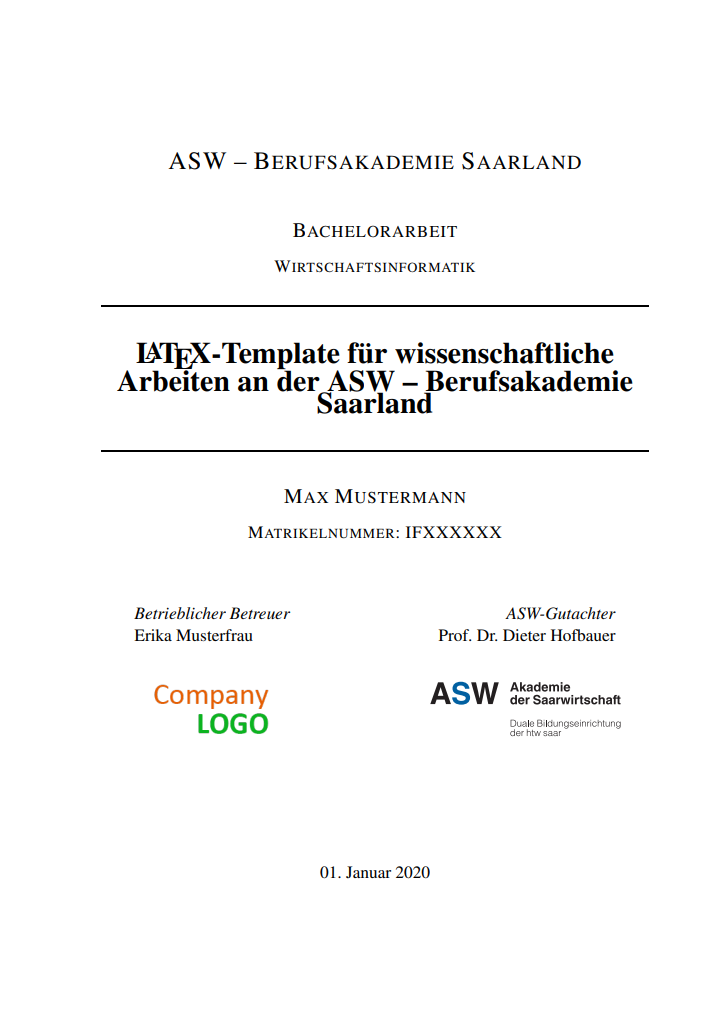 ASW – BERUFSAKADEMIE SAARLAND
BACHELORARBEIT
WIRTSCHAFTSINFORMATIK
LATEX-Template für wissenschaftliche
Arbeiten an der ASW – Berufsakademie
Saarland
MAX MUSTERMANN
MATRIKELNUMMER: IFXXXXXX
Betrieblicher Betreuer
Erika Musterfrau
ASW-Gutachter
Prof. Dr. Dieter Hofbauer
Company
LOGO
ASW
Akademie
der Saarwirtschaft
Duale Bildungseinrichtung
der htw saar
01. Januar 2020